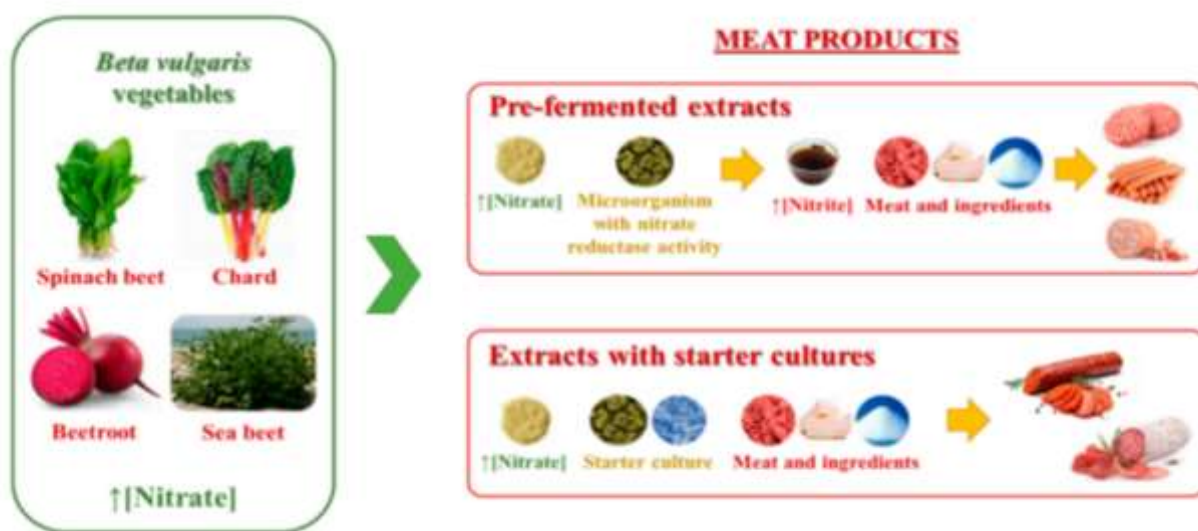 Beta vulgaris
vegetables
Spinach beet
Chard
Beetroot
Sea beet
↑[Nitrate]
MEAT PRODUCTS
Pre-fermented extracts
↑[Nitrate]
Microorganism
with nitrate
reductase activity
↑[Nitrite]
Meat and ingredients
Extracts with starter cultures
↑[Nitrate]
Starter culture
Meat and ingredients